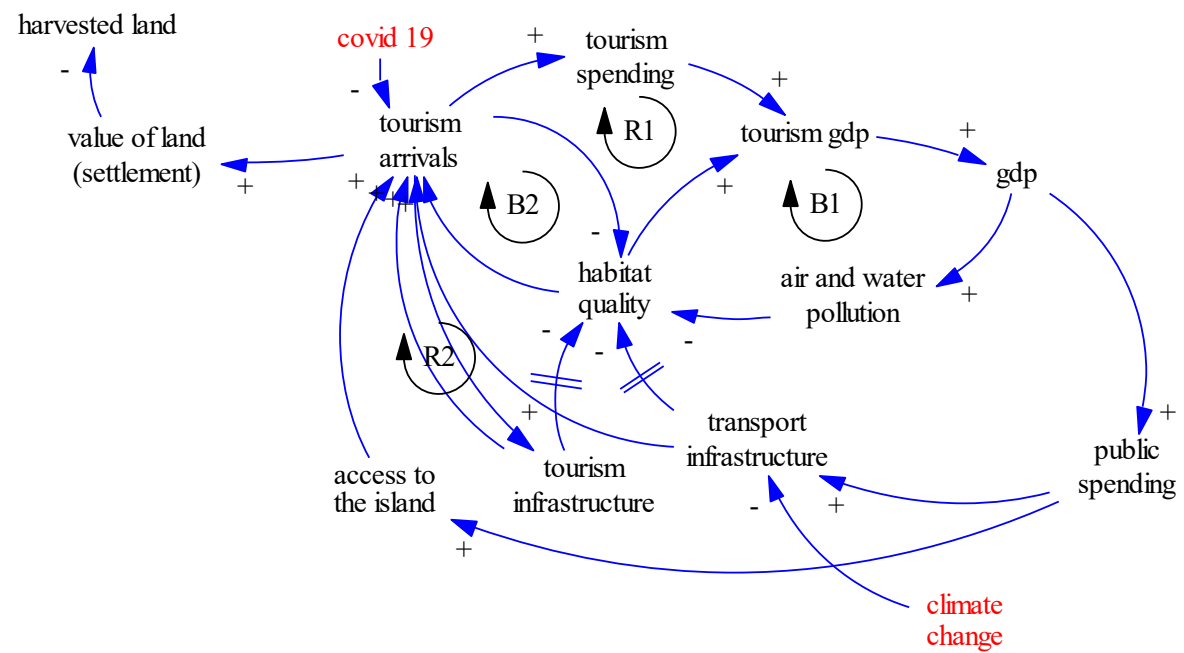 harvested land
covid 19
tourism
spending
+
-
+
-
tourism
arrivals
R1
tourism gdp
+
value of land
(settlement)
gdp
+
+
+
+
+
+
B2
B1
-
habitat
quality
air and water
pollution
+
-
-
-
R2
+
+
transport
infrastructure
public
spending
access to
the island
tourism
infrastructure
-
+
+
climate
change